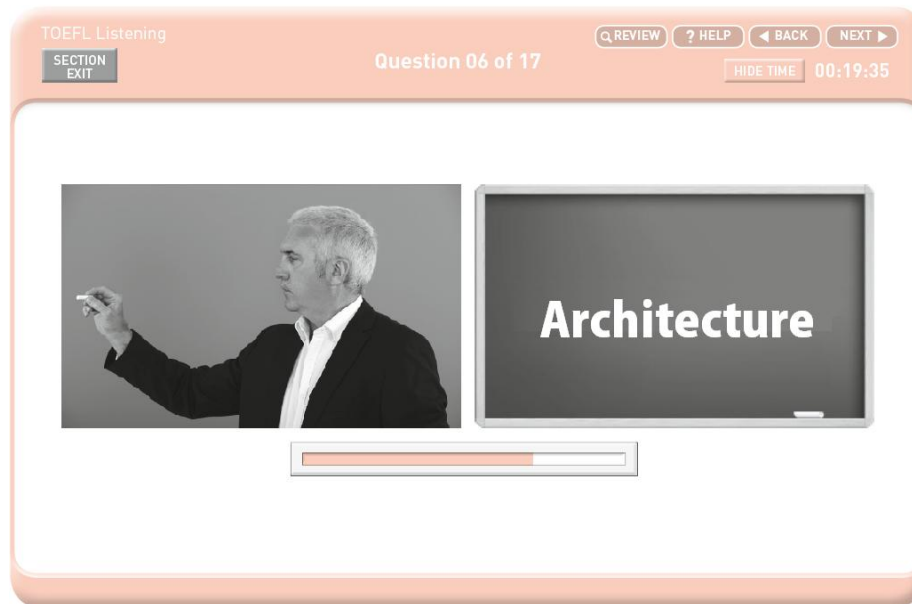 TOEFL Listening
REVIEW ? HELP BACK NEXT
SECTION
EXIT
Question 06 of 17
HIDE TIME 00:19:35
Architecture